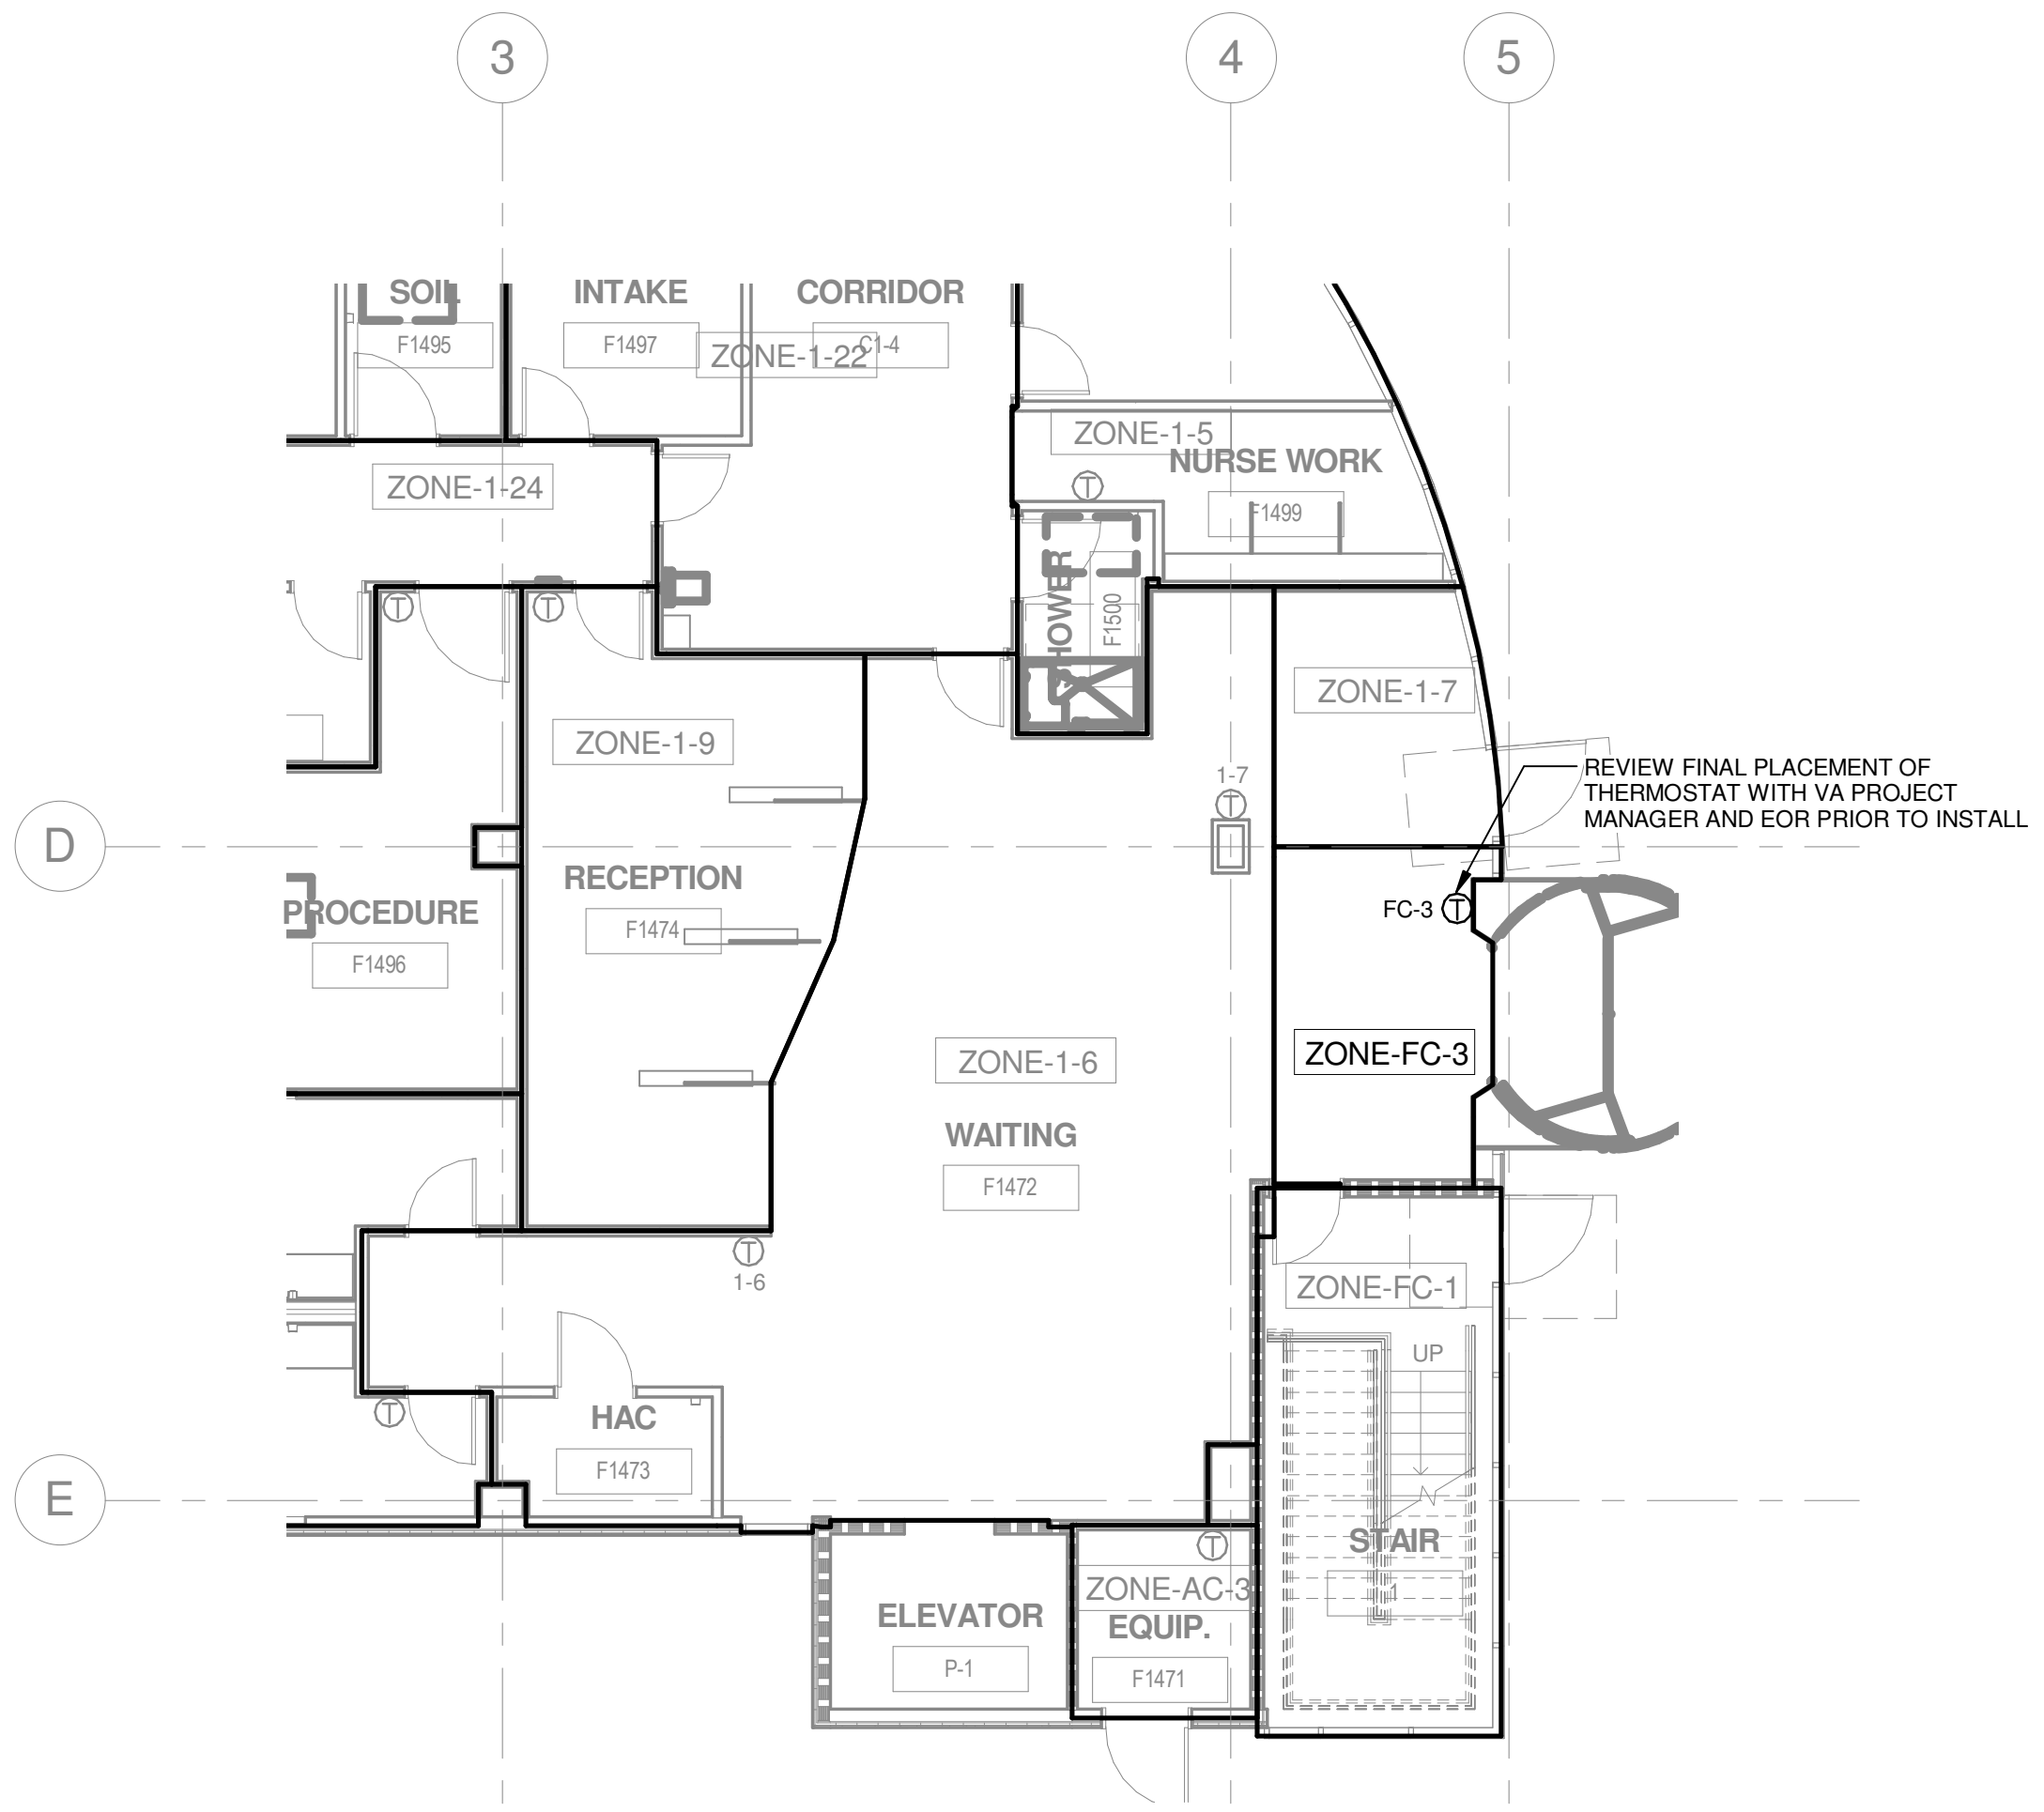 3
4
5
SOIL
F1495
INTAKE
F1497
CORRIDOR
C1-4
ZONE-1-22
ZONE-1-5
NURSE WORK
F1499
ZONE-1-24
T
T
T
HOWER
F1500
ZONE-1-7
ZONE-1-9
1-7
T
REVIEW FINAL PLACEMENT OF
THERMOSTAT WITH VA PROJECT
MANAGER AND EOR PRIOR TO INSTALL
D
RECEPTION
F1474
PROCEDURE
F1496
FC-3 T
ZONE-FC-3
ZONE-1-6
WAITING
F1472
T
1-6
ZONE-FC-1
UP
T
HAC
F1473
E
STAIR
1
T
ZONE-AC-3
EQUIP.
F1471
ELEVATOR
P-1